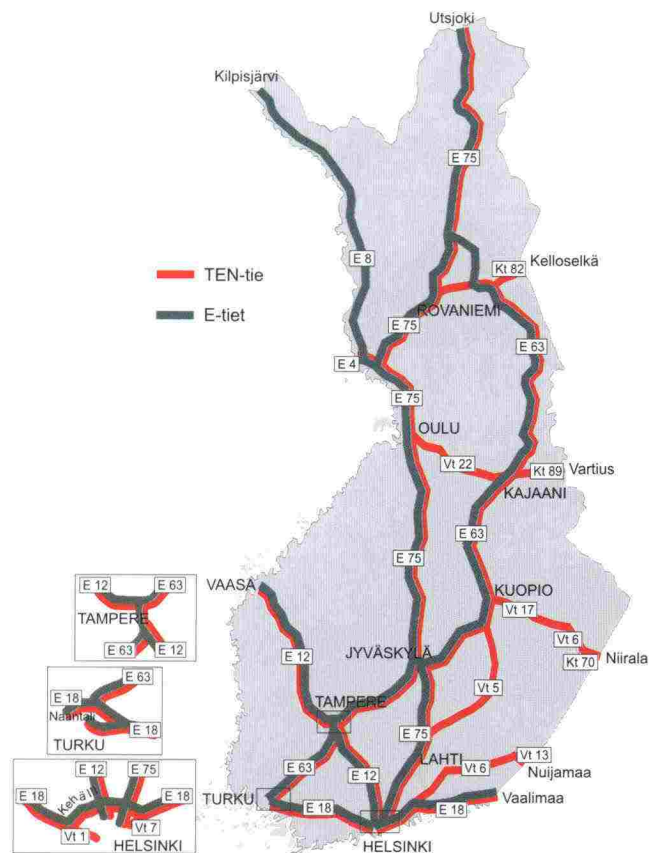 Utsjoki
Kilpisjärvi
E 75
TEN-tie
E-tiet
E 8
Kt 82
Kelloselkä
ROVANIEMI
E 75
E 63
E 4
E 75
OULU
Vt 22
Kt 89
Vartius
KAJAANI
E 63
E 75
VAASA
KUOPIO
Vt 17
Vt 6
Kt 70
Niirala
E 12
JYVÄSKYLÄ
Vt 5
TAMPERE
E 75
E 63
E 12
LAHTI
Vt 13
Vt 6
Nuijamaa
TURKU
E 18
E 18
Vaalimaa
HELSINKI
E 12
E 63
TAMPERE
E 63
E 12
E 63
E 18
Naantali
E 18
TURKU
E 12
E 75
E 18
Kehä III
E 18
Vt 1
Vt 7
HELSINKI